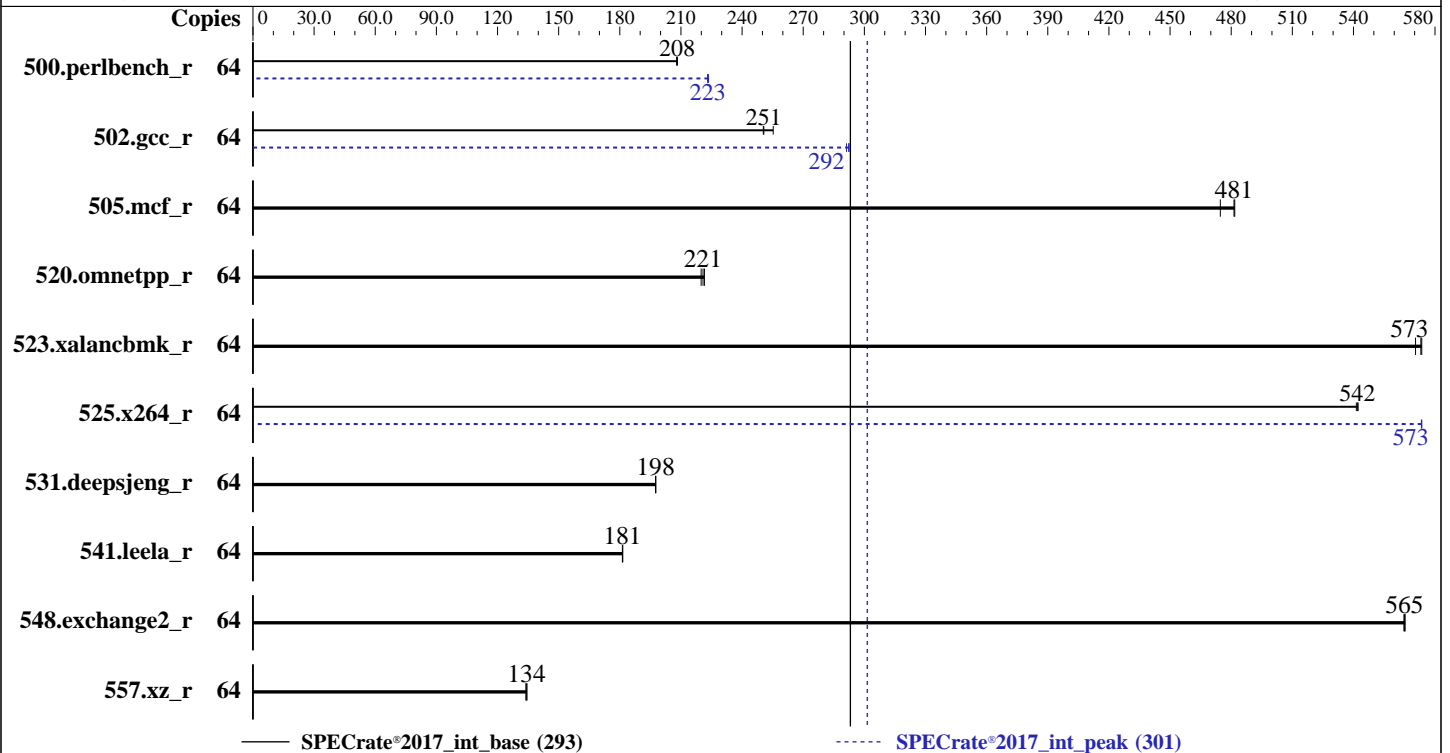 Copies 0 30.0 60.0 90.0 120 150 180 210 240 270 300 330 360 390 420 450 480 510 540 580
500.perlbench_r 64 208
223
502.gcc_r 64 251
292
505.mcf_r 64 481
520.omnetpp_r 64 221
523.xalancbmk_r 64 573
525.x264_r 64 542
573
531.deepsjeng_r 64 198
541.leela_r 64 181
548.exchange2_r 64 565
557.xz_r 64 134
SPECrate®2017_int_base (293) SPECrate®2017_int_peak (301)